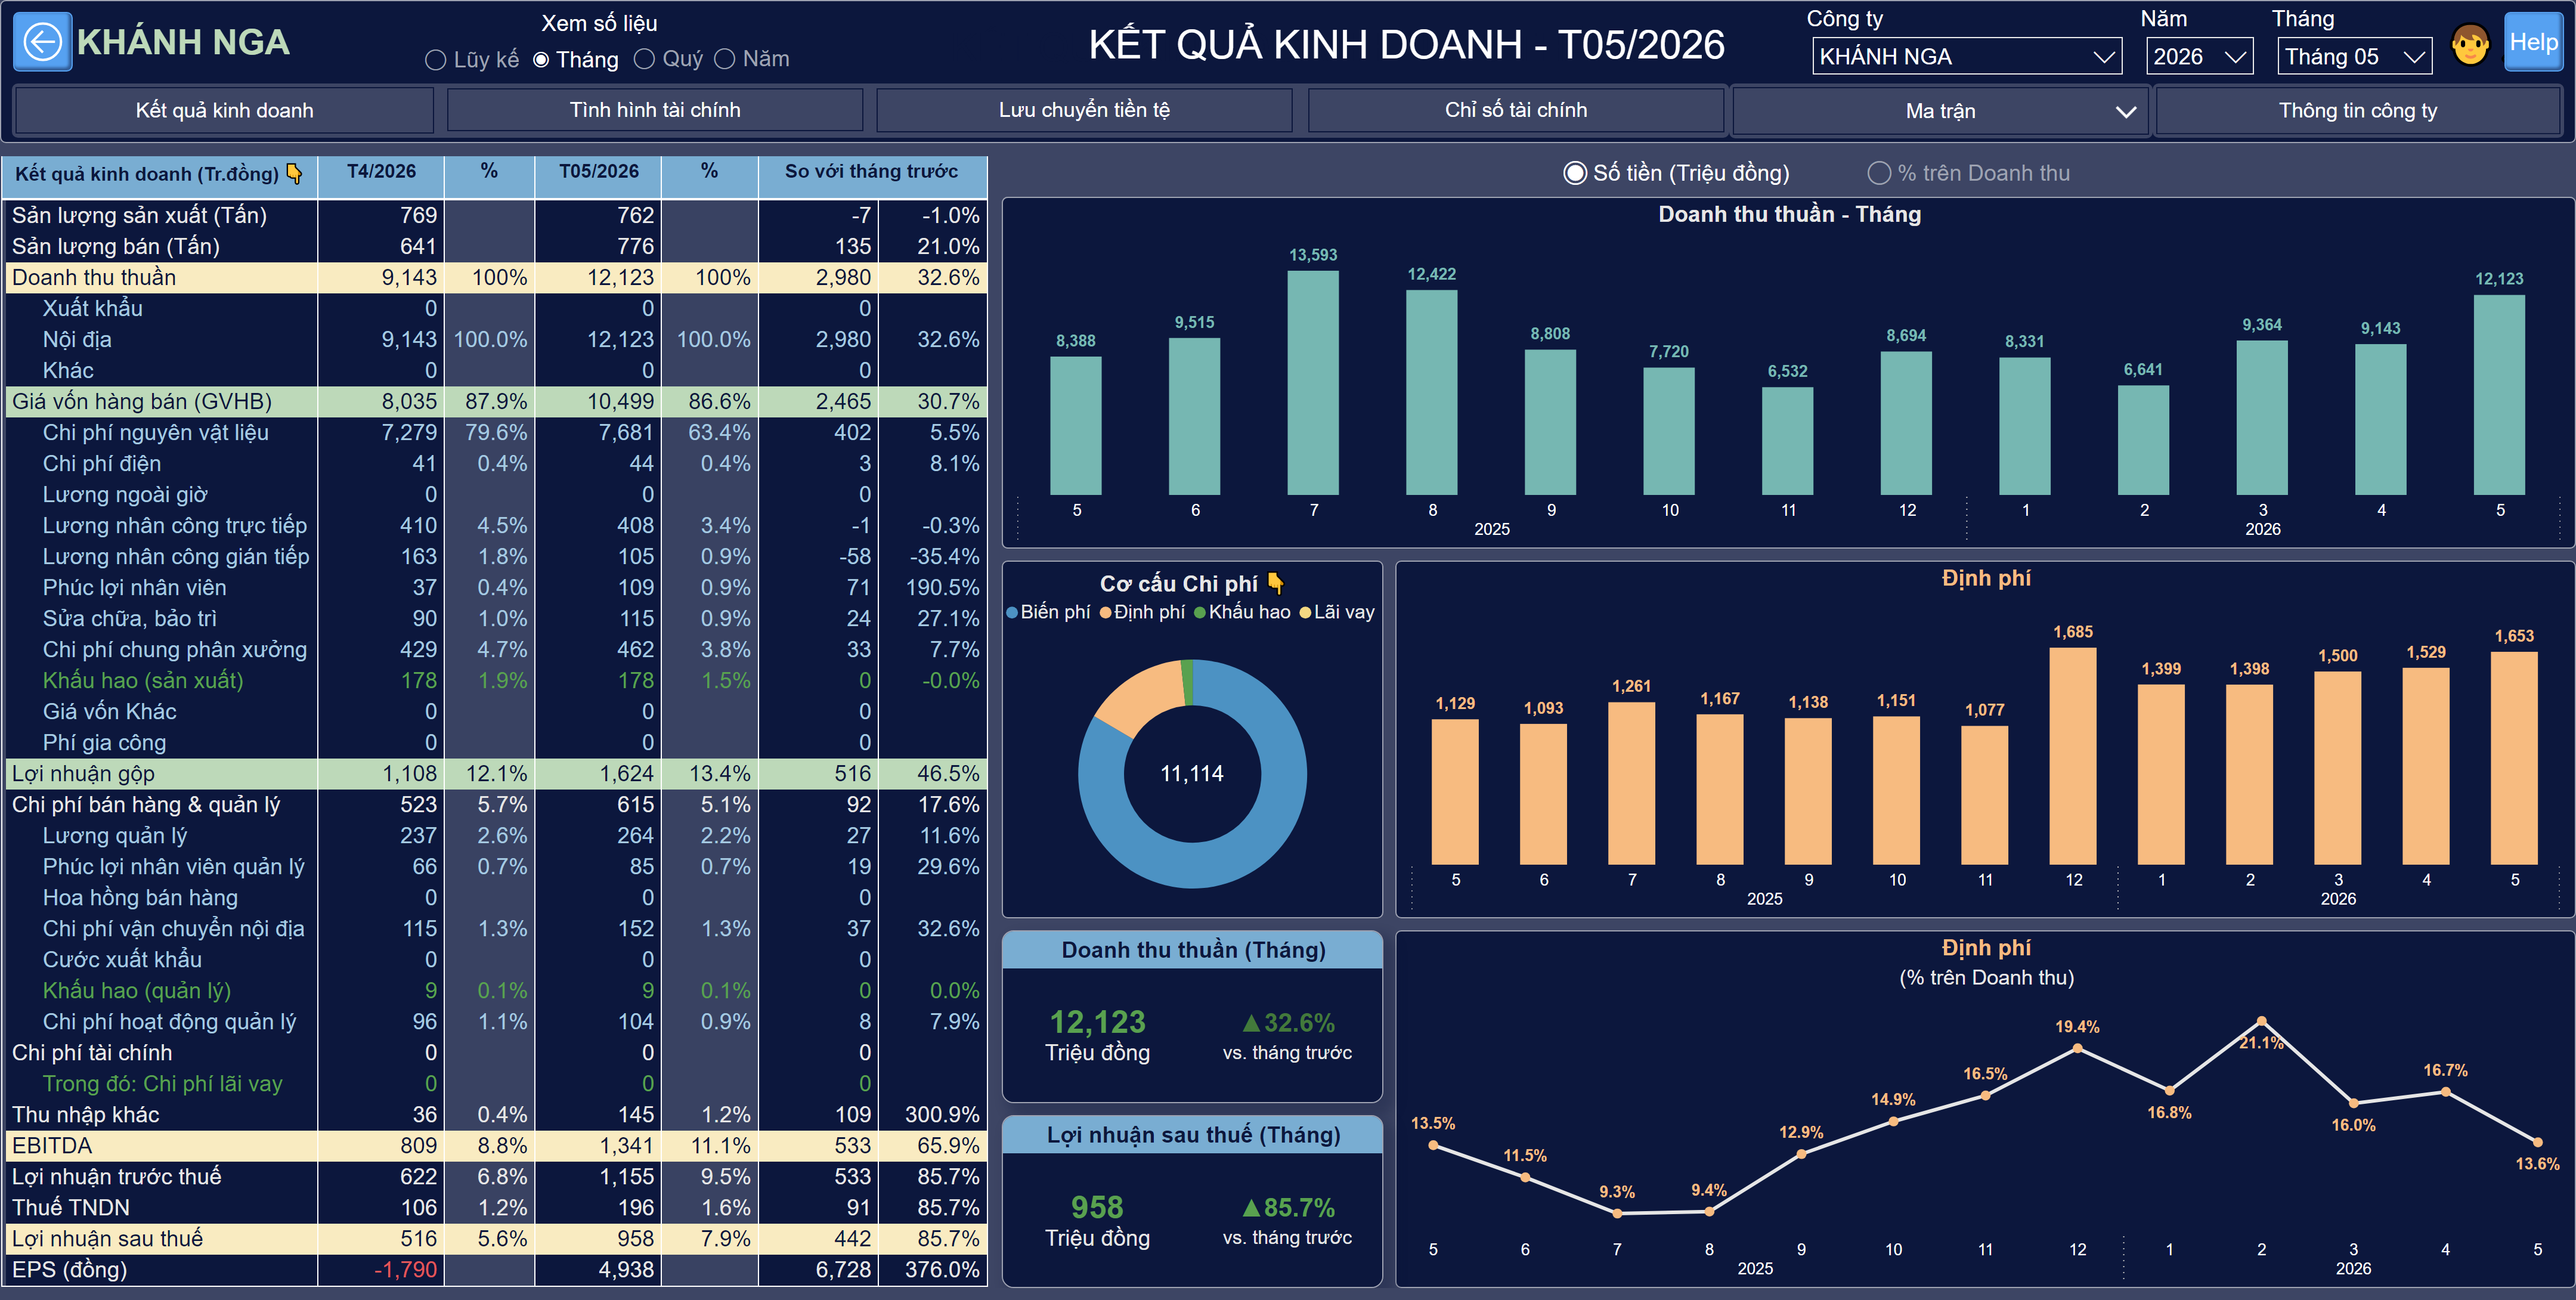 KHÁNH NGA
Xem số liệu
Lũy kế Tháng Quý Năm
KẾT QUẢ KINH DOANH - T05/2026
Công ty Năm Tháng
KHÁNH NGA 2026 Tháng 05
Help
Kết quả kinh doanh Tình hình tài chính Lưu chuyển tiền tệ Chỉ số tài chính Ma trận Thông tin công ty
Kết quả kinh doanh (Tr.đồng) T4/2026 % T05/2026 % So với tháng trước
Sản lượng sản xuất (Tấn) 769 762 -7 -1.0%
Sản lượng bán (Tấn) 641 776 135 21.0%
Doanh thu thuần 9,143 100% 12,123 100% 2,980 32.6%
Xuất khẩu 0 0 0
Nội địa 9,143 100.0% 12,123 100.0% 2,980 32.6%
Khác 0 0 0
Giá vốn hàng bán (GVHB) 8,035 87.9% 10,499 86.6% 2,465 30.7%
Chi phí nguyên vật liệu 7,279 79.6% 7,681 63.4% 402 5.5%
Chi phí điện 41 0.4% 44 0.4% 3 8.1%
Lương ngoài giờ 0 0 0
Lương nhân công trực tiếp 410 4.5% 408 3.4% -1 -0.3%
Lương nhân công gián tiếp 163 1.8% 105 0.9% -58 -35.4%
Phúc lợi nhân viên 37 0.4% 109 0.9% 71 190.5%
Sửa chữa, bảo trì 90 1.0% 115 0.9% 24 27.1%
Chi phí chung phân xưởng 429 4.7% 462 3.8% 33 7.7%
Khấu hao (sản xuất) 178 1.9% 178 1.5% 0 -0.0%
Giá vốn Khác 0 0 0
Phí gia công 0 0 0
Lợi nhuận gộp 1,108 12.1% 1,624 13.4% 516 46.5%
Chi phí bán hàng & quản lý 523 5.7% 615 5.1% 92 17.6%
Lương quản lý 237 2.6% 264 2.2% 27 11.6%
Phúc lợi nhân viên quản lý 66 0.7% 85 0.7% 19 29.6%
Hoa hồng bán hàng 0 0 0
Chi phí vận chuyển nội địa 115 1.3% 152 1.3% 37 32.6%
Cước xuất khẩu 0 0 0
Khấu hao (quản lý) 9 0.1% 9 0.1% 0 0.0%
Chi phí hoạt động quản lý 96 1.1% 104 0.9% 8 7.9%
Chi phí tài chính 0 0 0
Trong đó: Chi phí lãi vay 0 0 0
Thu nhập khác 36 0.4% 145 1.2% 109 300.9%
EBITDA 809 8.8% 1,341 11.1% 533 65.9%
Lợi nhuận trước thuế 622 6.8% 1,155 9.5% 533 85.7%
Thuế TNDN 106 1.2% 196 1.6% 91 85.7%
Lợi nhuận sau thuế 516 5.6% 958 7.9% 442 85.7%
EPS (đồng) -1,790 4,938 6,728 376.0%
Số tiền (Triệu đồng) % trên Doanh thu
Doanh thu thuần - Tháng
8,388 9,515 13,593 12,422 8,808 7,720 6,532 8,694 8,331 6,641 9,364 9,143 12,123
5 6 7 8 9 10 11 12 1 2 3 4 5
2025 2026
Cơ cấu Chi phí
Biến phí Định phí Khấu hao Lãi vay
11,114
Định phí
1,129 1,093 1,261 1,167 1,138 1,151 1,077 1,685 1,399 1,398 1,500 1,529 1,653
5 6 7 8 9 10 11 12 1 2 3 4 5
2025 2026
Doanh thu thuần (Tháng)
12,123 ▲32.6%
Triệu đồng vs. tháng trước
Lợi nhuận sau thuế (Tháng)
958 ▲85.7%
Triệu đồng vs. tháng trước
Định phí
(% trên Doanh thu)
13.5% 11.5% 9.3% 9.4% 12.9% 14.9% 16.5% 19.4% 16.8% 21.1% 16.0% 16.7% 13.6%
5 6 7 8 9 10 11 12 1 2 3 4 5
2025 2026